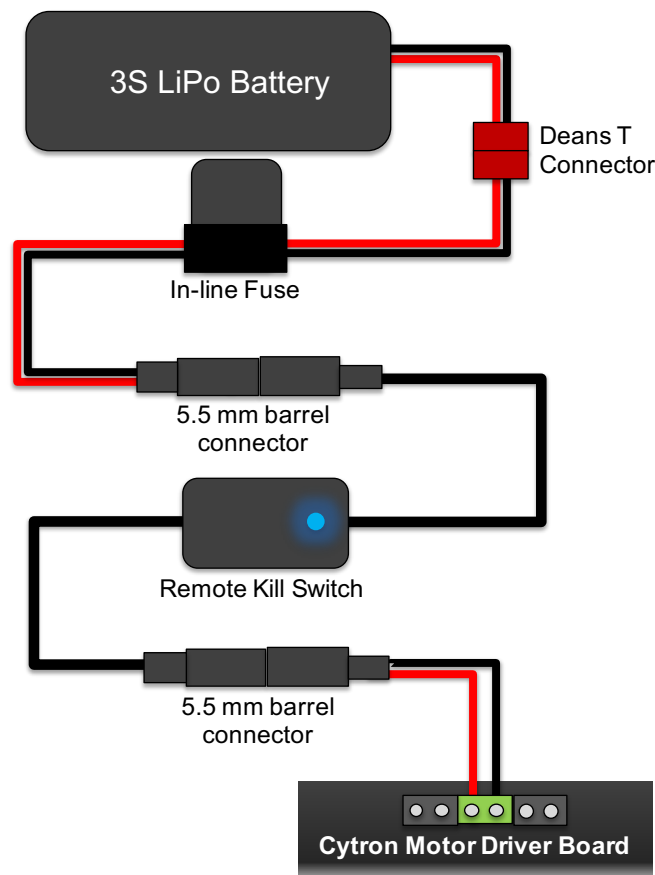 3S LiPo Battery
Deans T
Connector
In-line Fuse
5.5 mm barrel
connector
Remote Kill Switch
5.5 mm barrel
connector
Cytron Motor Driver Board